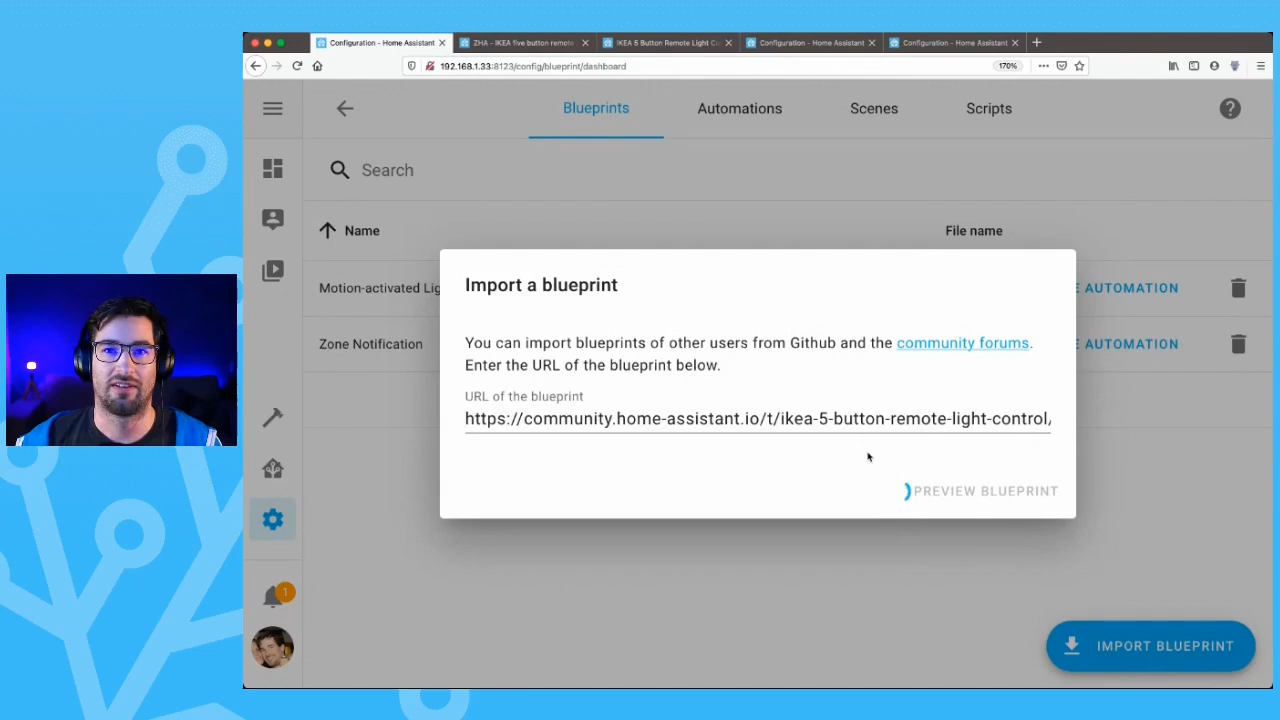 Configuration - Home Assistant
ZHA - IKEA five button remote
IKEA 5 Button Remote Light C
Configuration - Home Assistant
Configuration - Home Assistant
192.168.1.33:8123/config/blueprint/dashboard
170%
Blueprints
Automations
Scenes
Scripts
Search
Name
File name
Motion-activated Lig
E AUTOMATION
Zone Notification
E AUTOMATION
Import a blueprint
You can import blueprints of other users from Github and the community forums.
Enter the URL of the blueprint below.
URL of the blueprint
https://community.home-assistant.io/t/ikea-5-button-remote-light-control/
PREVIEW BLUEPRINT
1
IMPORT BLUEPRINT